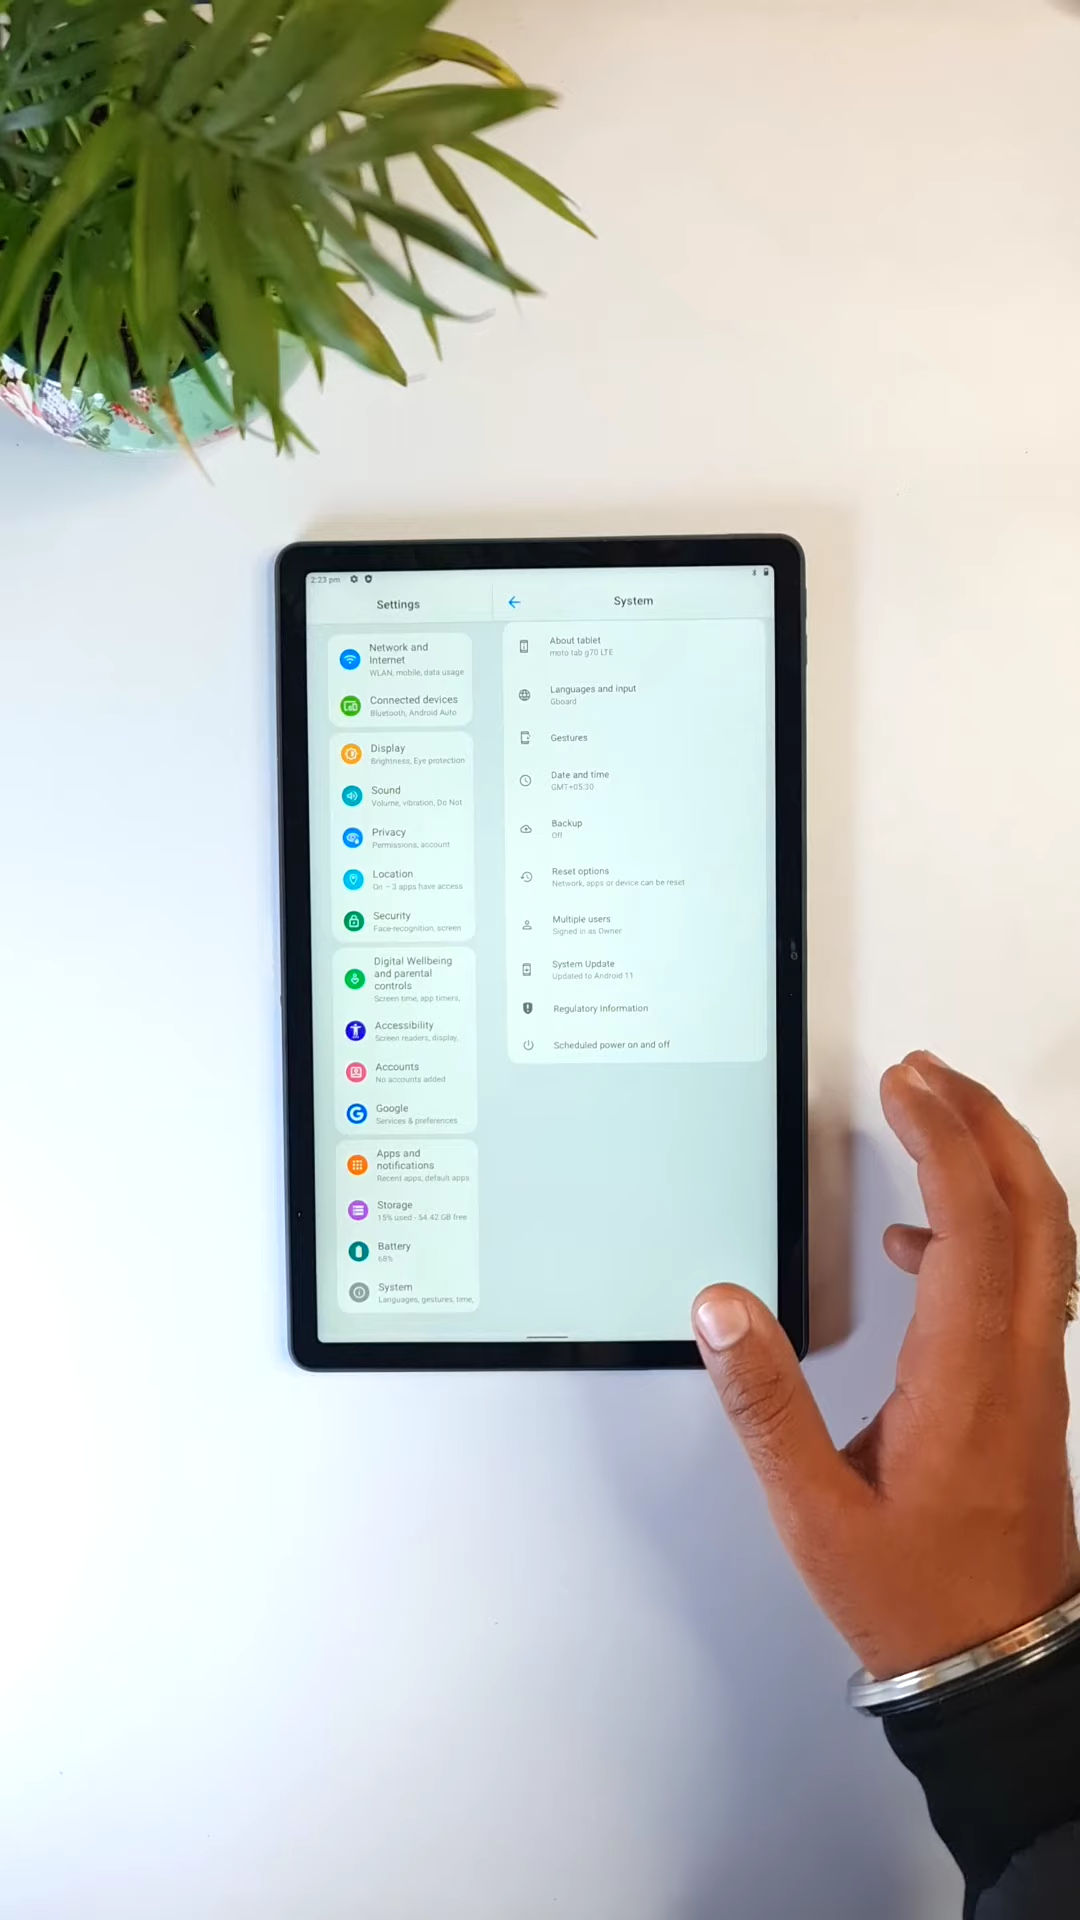 2:23 pm
Settings
System
Network and
Internet
WLAN, mobile, data usage
Connected devices
Bluetooth, Android Auto
Display
Brightness, Eye protection
Sound
Volume, vibration, Do Not
Privacy
Permissions, account
Location
On – 3 apps have access
Security
Face-recognition, screen
Digital Wellbeing
and parental
controls
Screen time, app timers,
Accessibility
Screen readers, display,
Accounts
No accounts added
Google
Services & preferences
Apps and
notifications
Recent apps, default apps
Storage
15% used - 54.42 GB free
Battery
68%
System
Languages, gestures, time,
About tablet
moto tab g70 LTE
Languages and input
Gboard
Gestures
Date and time
GMT+05:30
Backup
Off
Reset options
Network, apps or device can be reset
Multiple users
Signed in as Owner
System Update
Updated to Android 11
Regulatory Information
Scheduled power on and off